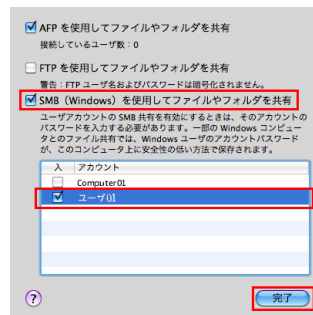 AFP を使用してファイルやフォルダを共有
接続しているユーザ数：0
FTP を使用してファイルやフォルダを共有
警告：FTP ユーザ名およびパスワードは暗号化されません。
SMB（Windows）を使用してファイルやフォルダを共有
ユーザアカウントの SMB 共有を有効にするときは、そのアカウントの
パスワードを入力する必要があります。一部の Windows コンピュー
タとのファイル共有では、Windows ユーザのアカウントパスワード
が、このコンピュータ上に安全性の低い方法で保存されます。
入 アカウント
Computer01
ユーザ01
? 完了